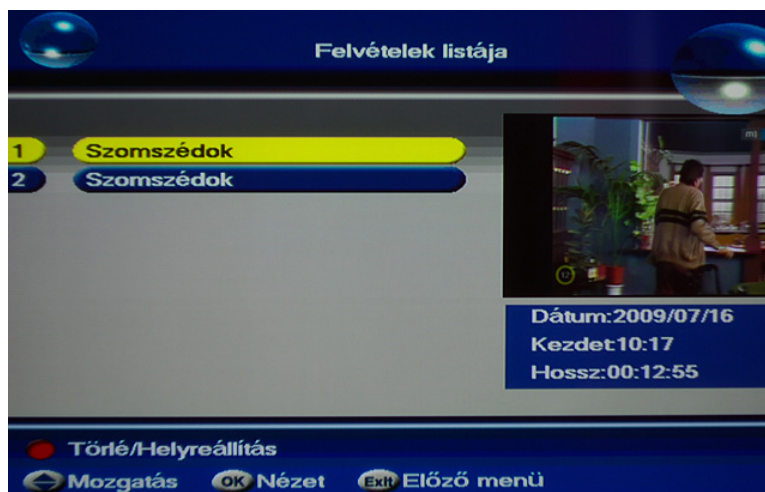 Felvételek listája
1 Szomszédok
2 Szomszédok
m)
12
Dátum:2009/07/16
Kezdet:10:17
Hossz:00:12:55
Törlé/Helyreállítás
Mozgatás OK Nézet Exit Előző menü